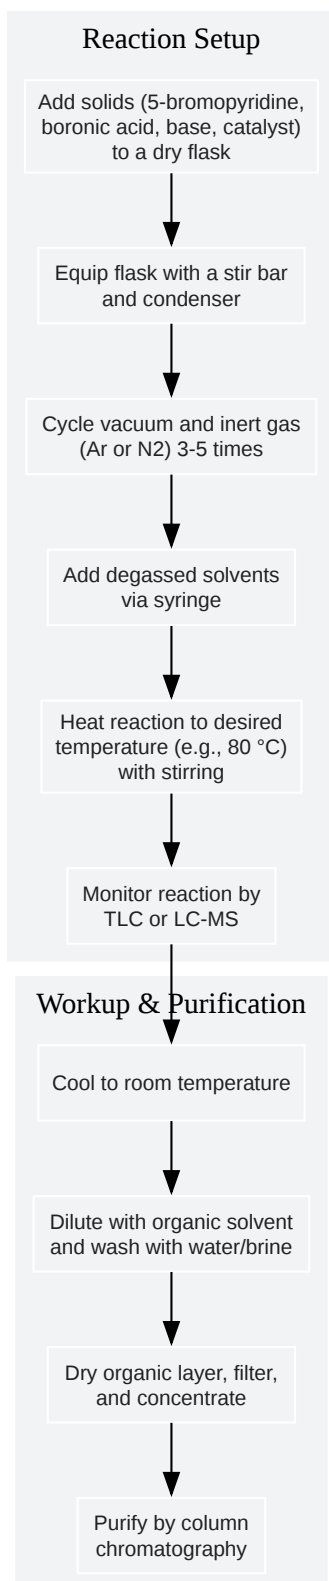 Reaction Setup
Add solids (5-bromopyridine,
boronic acid, base, catalyst)
to a dry flask
Equip flask with a stir bar
and condenser
Cycle vacuum and inert gas
(Ar or N2) 3-5 times
Add degassed solvents
via syringe
Heat reaction to desired
temperature (e.g., 80 °C)
with stirring
Monitor reaction by
TLC or LC-MS
Workup & Purification
Cool to room temperature
Dilute with organic solvent
and wash with water/brine
Dry organic layer, filter,
and concentrate
Purify by column
chromatography